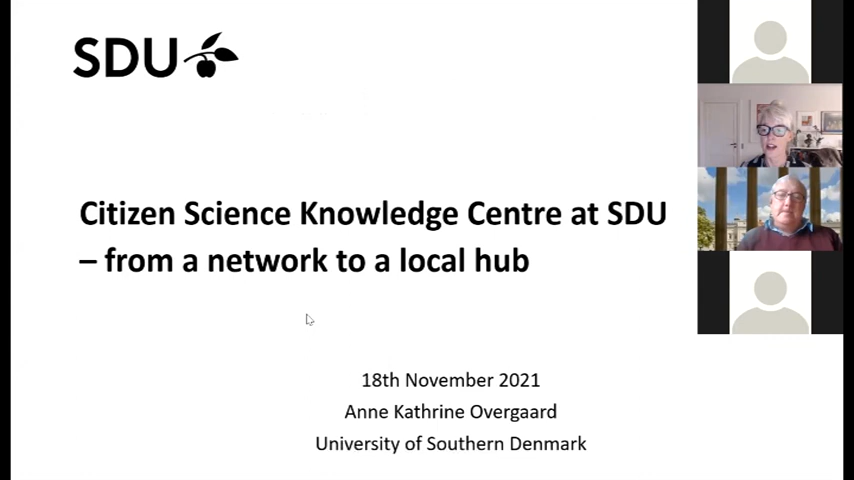 SDU
Citizen Science Knowledge Centre at SDU
– from a network to a local hub
18th November 2021
Anne Kathrine Overgaard
University of Southern Denmark